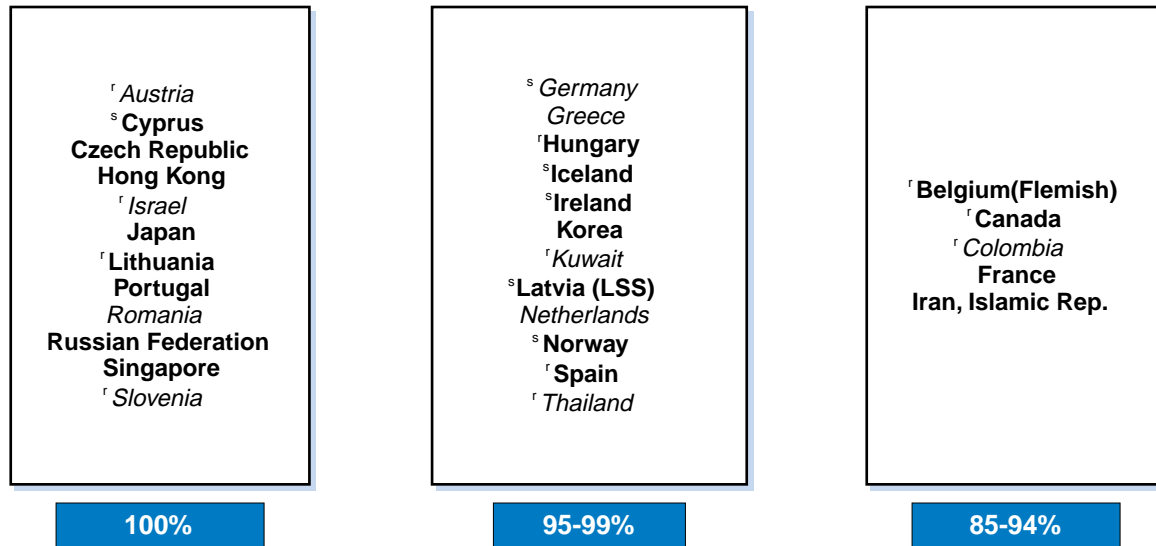 r Austria
s Cyprus
Czech Republic
Hong Kong
r Israel
Japan
r Lithuania
Portugal
Romania
Russian Federation
Singapore
r Slovenia
100%
s Germany
Greece
r Hungary
s Iceland
s Ireland
Korea
r Kuwait
s Latvia (LSS)
Netherlands
s Norway
r Spain
r Thailand
95-99%
r Belgium(Flemish)
r Canada
r Colombia
France
Iran, Islamic Rep.
85-94%